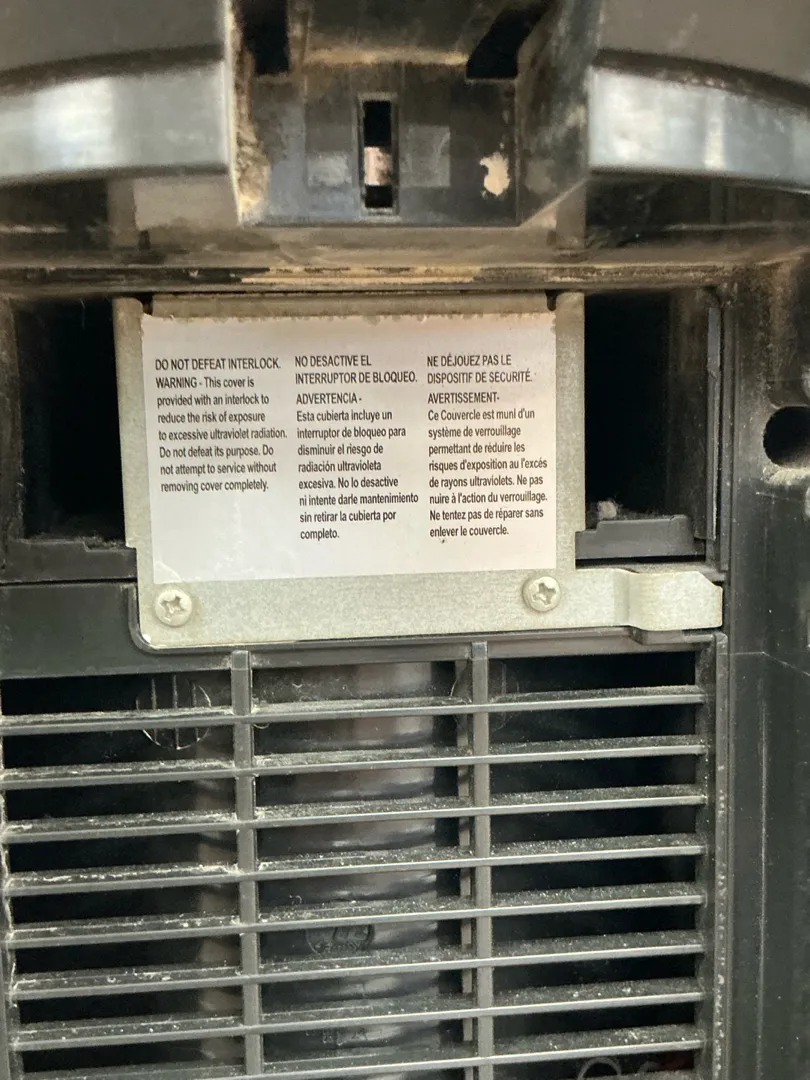 DO NOT DEFEAT INTERLOCK.
WARNING - This cover is
provided with an interlock to
reduce the risk of exposure
to excessive ultraviolet radiation.
Do not defeat its purpose. Do
not attempt to service without
removing cover completely.
NO DESACTIVE EL
INTERRUPTOR DE BLOQUEO.
ADVERTENCIA -
Esta cubierta incluye un
interruptor de bloqueo para
disminuir el riesgo de
radiación ultravioleta
excesiva. No lo desactive
ni intente darle mantenimiento
sin retirar la cubierta por
completo.
NE DÉJOUEZ PAS LE
DISPOSITIF DE SECURITÉ.
AVERTISSEMENT-
Ce Couvercle est muni d'un
système de verrouillage
permettant de réduire les
risques d'exposition au l'excés
de rayons ultraviolets. Ne pas
nuire à l'action du verrouillage.
Ne tentez pas de réparer sans
enlever le couvercle.